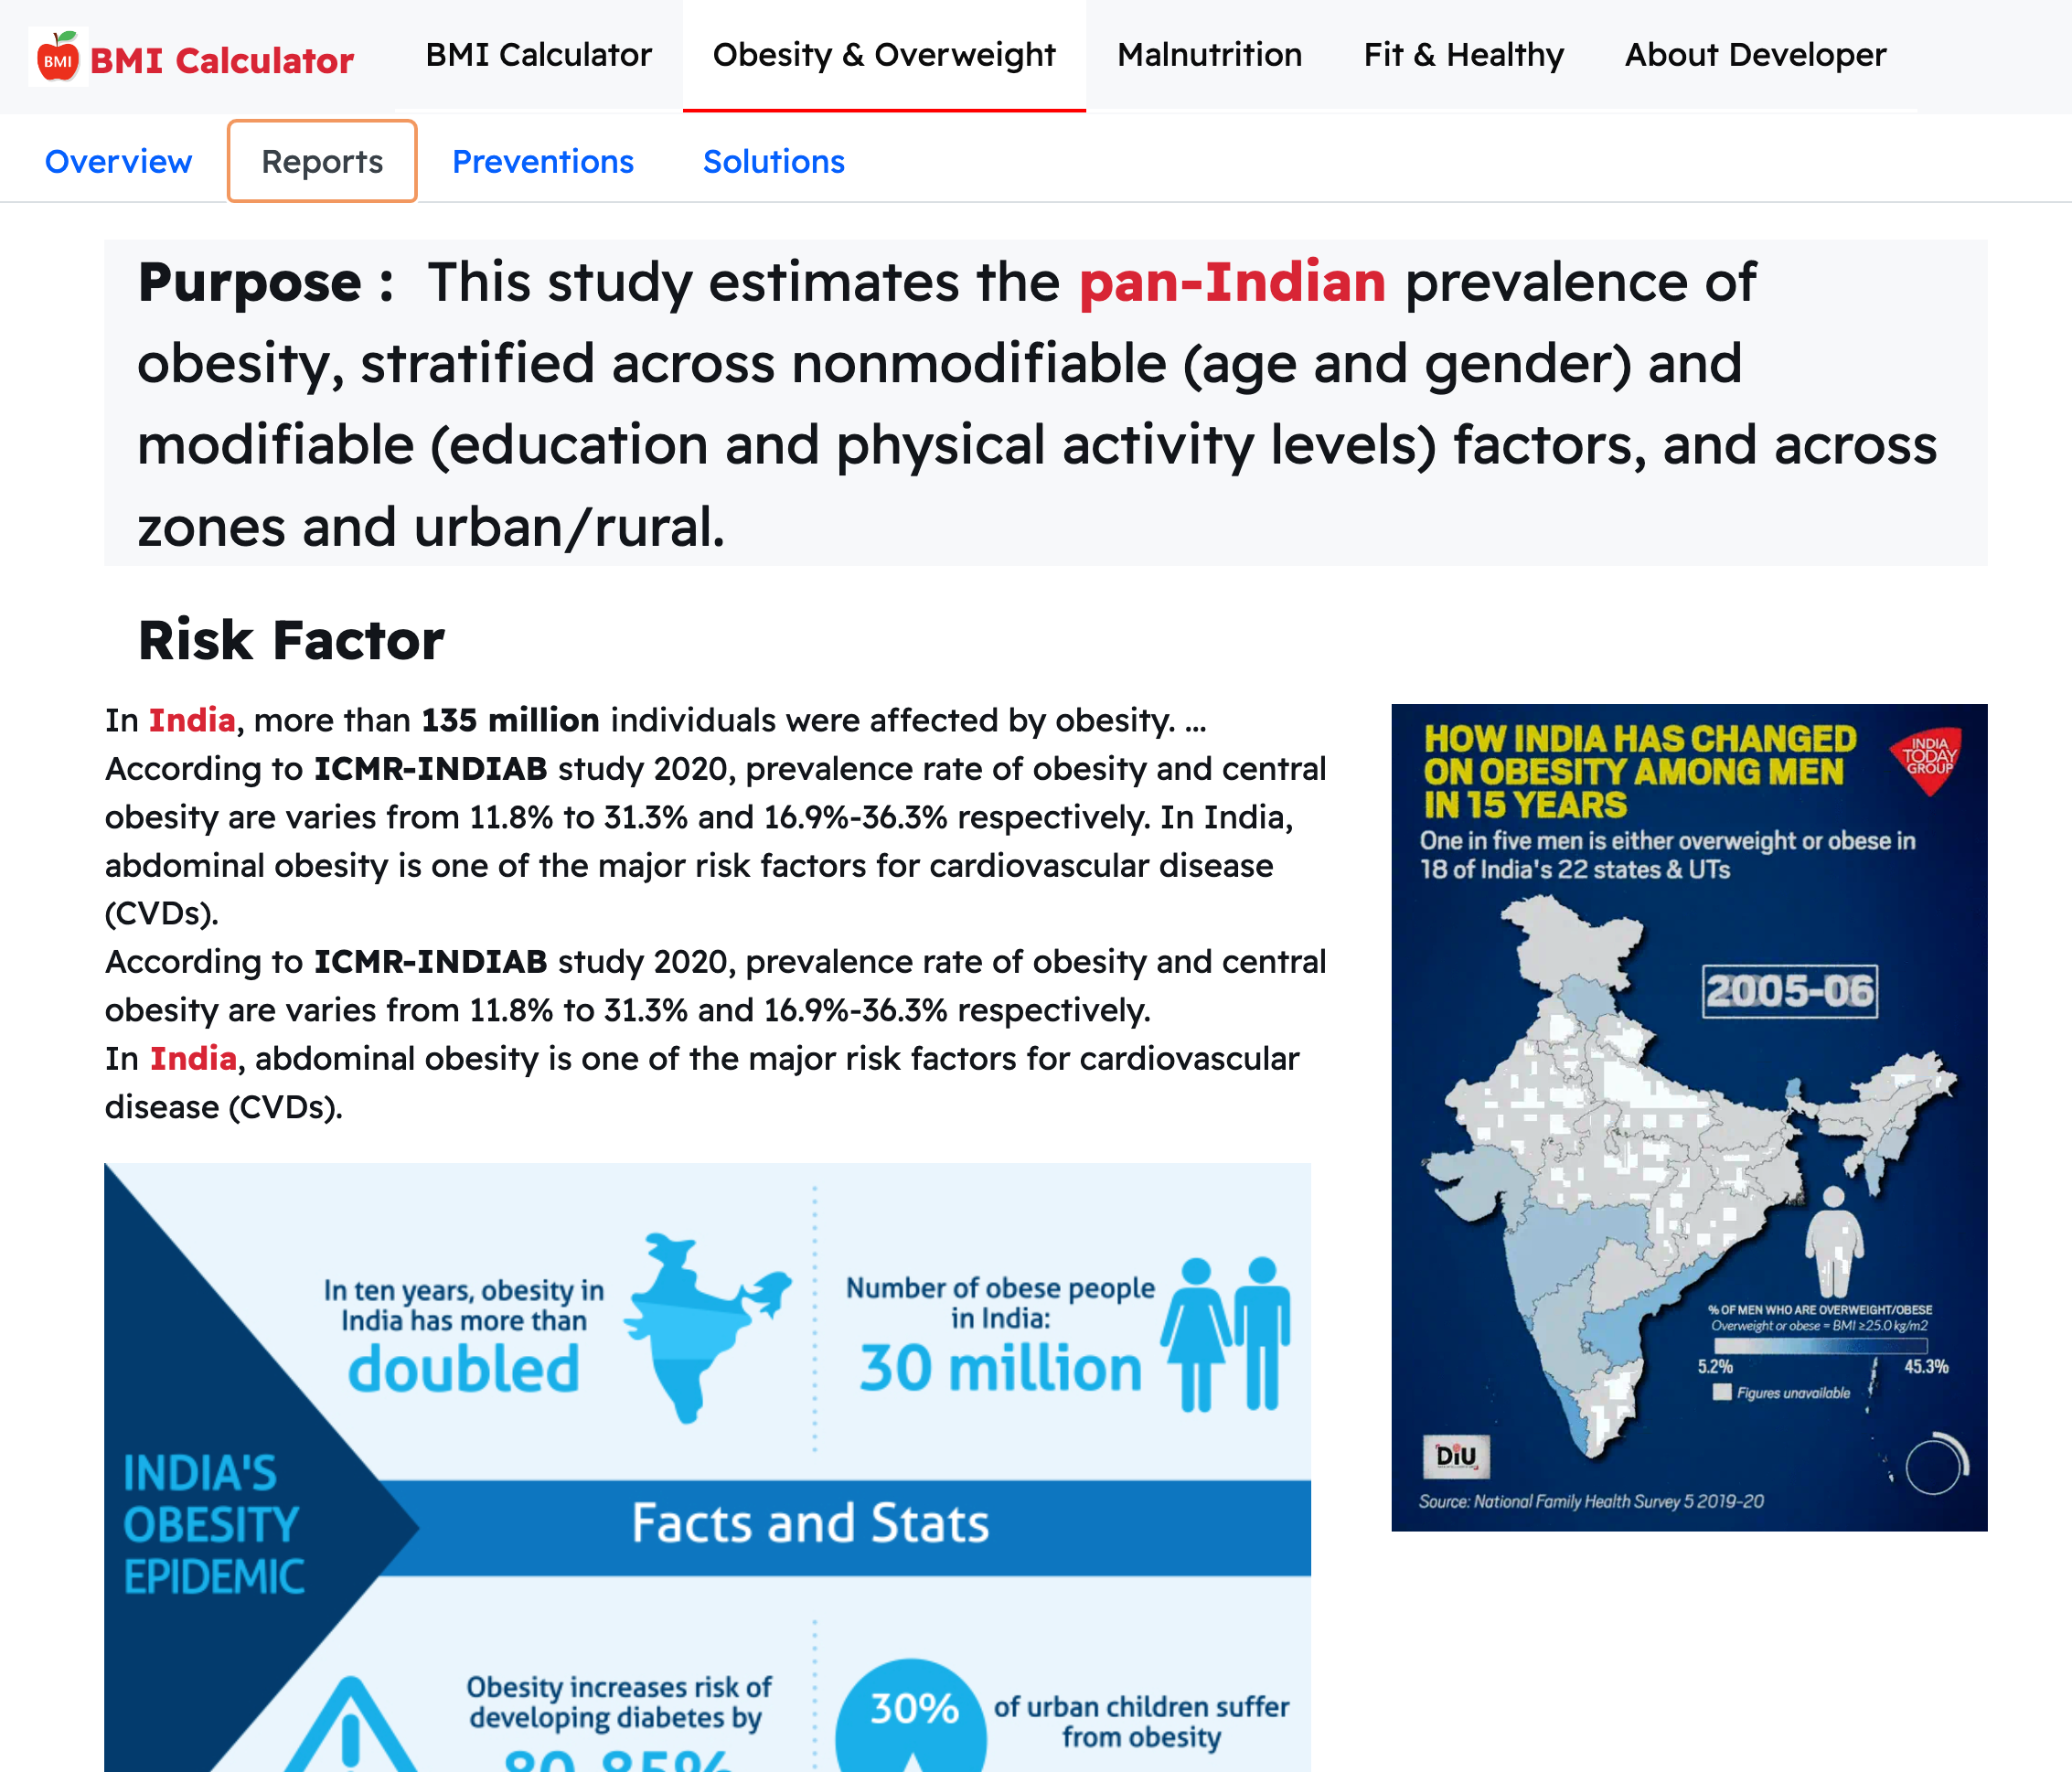 BMI
BMI Calculator
BMI Calculator
Obesity & Overweight
Malnutrition
Fit & Healthy
About Developer
Overview
Reports
Preventions
Solutions
Purpose : This study estimates the pan-Indian prevalence of
obesity, stratified across nonmodifiable (age and gender) and
modifiable (education and physical activity levels) factors, and across
zones and urban/rural.
Risk Factor
In India, more than 135 million individuals were affected by obesity. ...
According to ICMR-INDIAB study 2020, prevalence rate of obesity and central
obesity are varies from 11.8% to 31.3% and 16.9%-36.3% respectively. In India,
abdominal obesity is one of the major risk factors for cardiovascular disease
(CVDs).
According to ICMR-INDIAB study 2020, prevalence rate of obesity and central
obesity are varies from 11.8% to 31.3% and 16.9%-36.3% respectively.
In India, abdominal obesity is one of the major risk factors for cardiovascular
disease (CVDs).
HOW INDIA HAS CHANGED
ON OBESITY AMONG MEN
IN 15 YEARS
INDIA
TODAY
GROUP
One in five men is either overweight or obese in
18 of India's 22 states & UTs
2005-06
% OF MEN WHO ARE OVERWEIGHT/OBESE
Overweight or obese = BMI ≥25.0 kg/m2
5.2%
45.3%
Figures unavailable
DiU
Source: National Family Health Survey 5 2019-20
In ten years, obesity in
India has more than
doubled
Number of obese people
in India:
30 million
INDIA'S
OBESITY
EPIDEMIC
Facts and Stats
Obesity increases risk of
developing diabetes by
80-85%
30%
of urban children suffer
from obesity